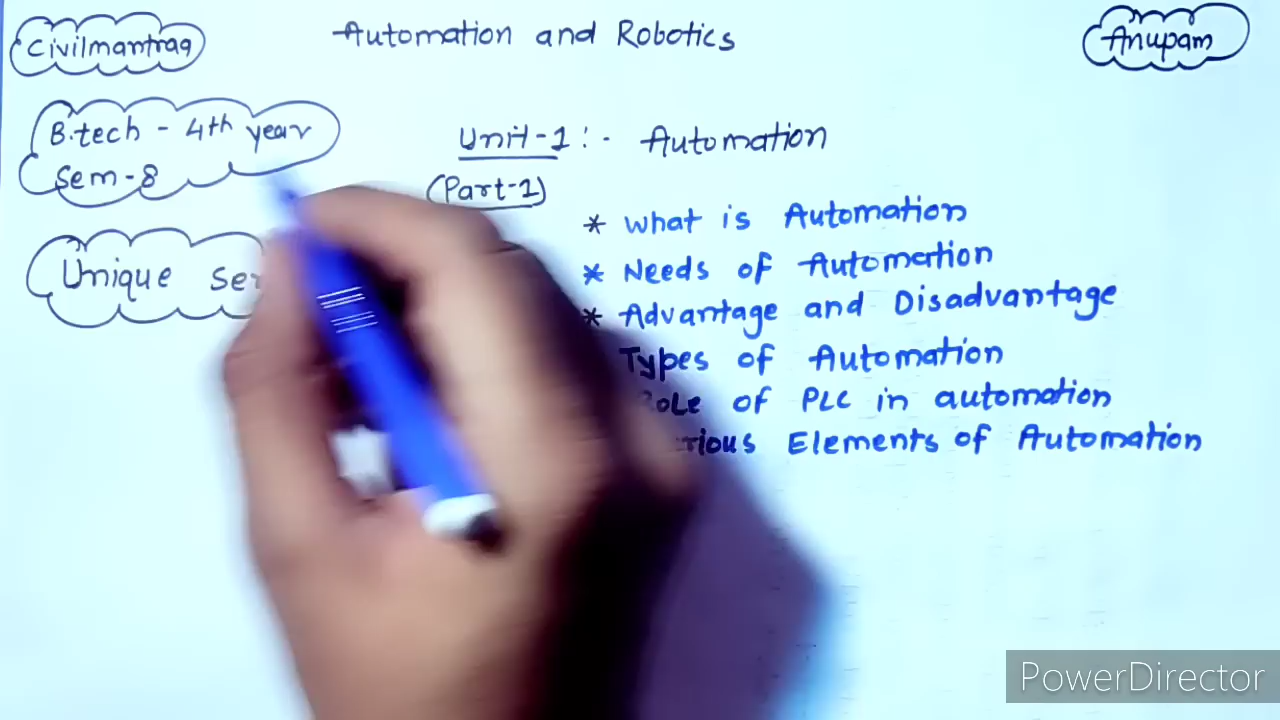 Civilmantraa
Automation and Robotics
Anupam
B.tech - 4th year
Sem - 8
Unit-1 :- Automation
(Part-1)
Unique
* What is Automation
* Needs of Automation
* Advantage and Disadvantage
Types of Automation
Role of PLC in automation
Elements of Automation
PowerDirector